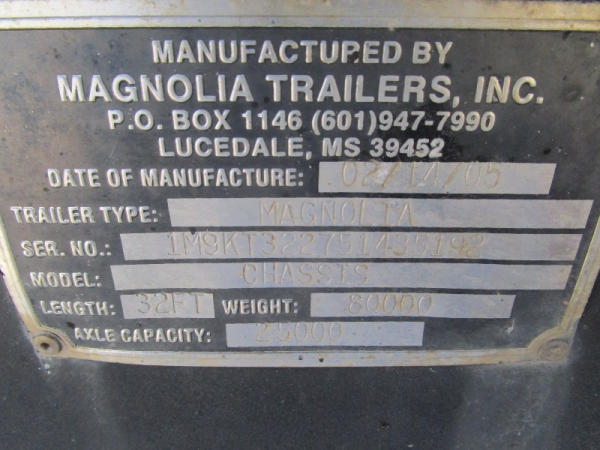 MANUFACTURED BY
MAGNOLIA TRAILERS, INC.
P.O. BOX 1146 (601)947-7990
LUCEDALE, MS 39452
DATE OF MANUFACTURE: 02/14/05
TRAILER TYPE: MAGNOLIA
SER. NO.: 1M9KT322751435192
MODEL: CHASSIS
LENGTH: 32FT WEIGHT: 80000
AXLE CAPACITY: 25000